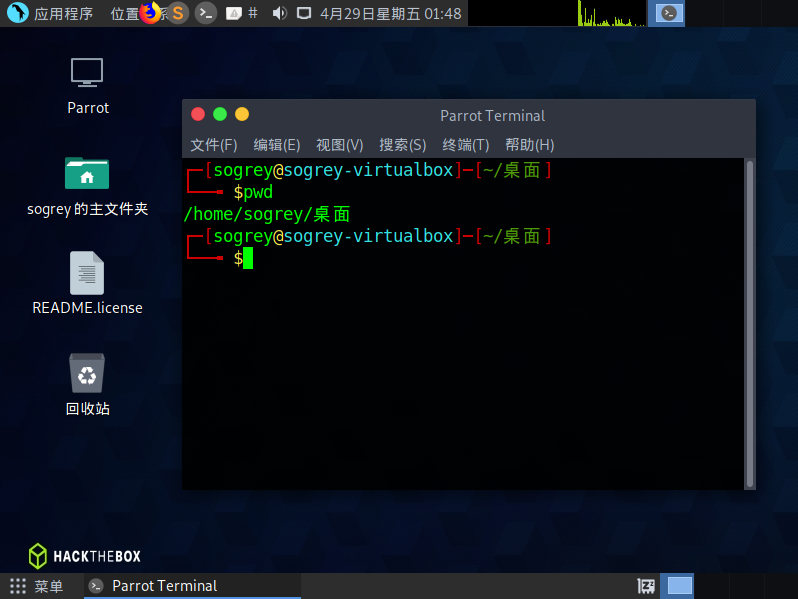 应用程序 位置 系 # 4月29日星期五 01:48
Parrot
sogrey 的主文件夹
README.license
回收站
Parrot Terminal
文件(F) 编辑(E) 视图(V) 搜索(S) 终端(T) 帮助(H)
┌─[sogrey@sogrey-virtualbox]─[~/桌面]
└──╼ $pwd
/home/sogrey/桌面
┌─[sogrey@sogrey-virtualbox]─[~/桌面]
└──╼ $
HACKTHEBOX
菜单 Parrot Terminal